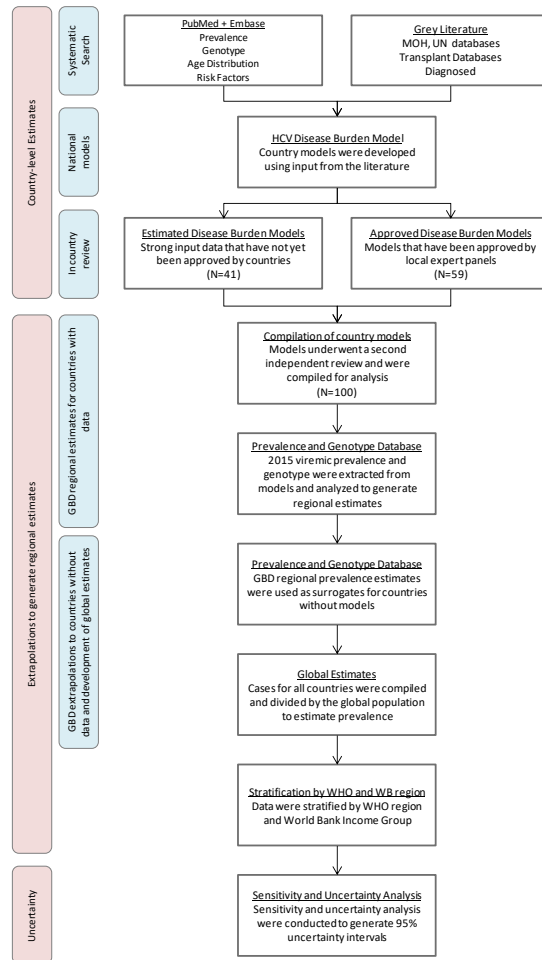 Country-level Estimates
Systematic
Search
PubMed + Embase
Prevalence
Genotype
Age Distribution
Risk Factors
Grey Literature
MOH, UN databases
Transplant Databases
Diagnosed
National
models
HCV Disease Burden Model
Country models were developed
using input from the literature
In country
review
Estimated Disease Burden Models
Strong input data that have not yet
been approved by countries
(N=41)
Approved Disease Burden Models
Models that have been approved by
local expert panels
(N=59)
Extrapolations to generate regional estimates
GBD regional estimates for countries with
data
Compilation of country models
Models underwent a second
independent review and were
compiled for analysis
(N=100)
Prevalence and Genotype Database
2015 viremic prevalence and
genotype were extracted from
models and analyzed to generate
regional estimates
GBD extrapolations to countries without
data and development of global estimates
Prevalence and Genotype Database
GBD regional prevalence estimates
were used as surrogates for countries
without models
Global Estimates
Cases for all countries were compiled
and divided by the global population
to estimate prevalence
Stratification by WHO and WB region
Data were stratified by WHO region
and World Bank Income Group
Uncertainty
Sensitivity and Uncertainty Analysis
Sensitivity and uncertainty analysis
were conducted to generate 95%
uncertainty intervals